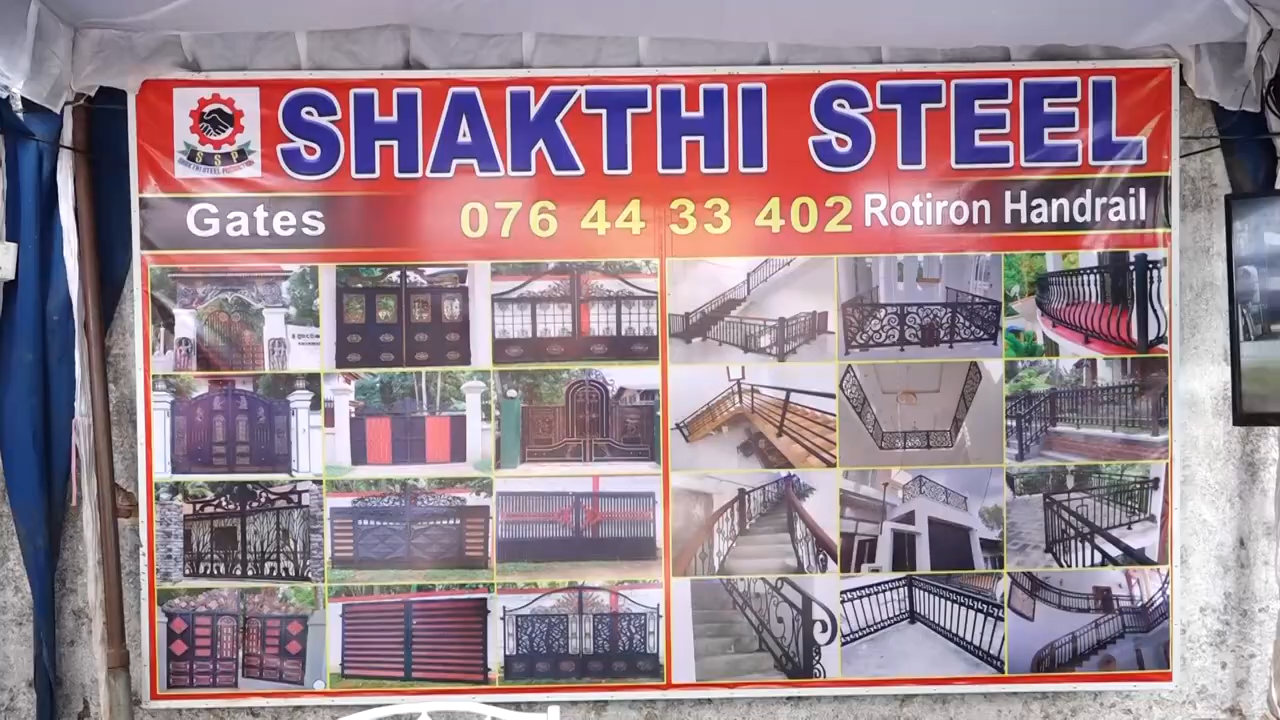 SHAKTHI STEEL
SSP
Gates
076 44 33 402
Rotiron Handrail